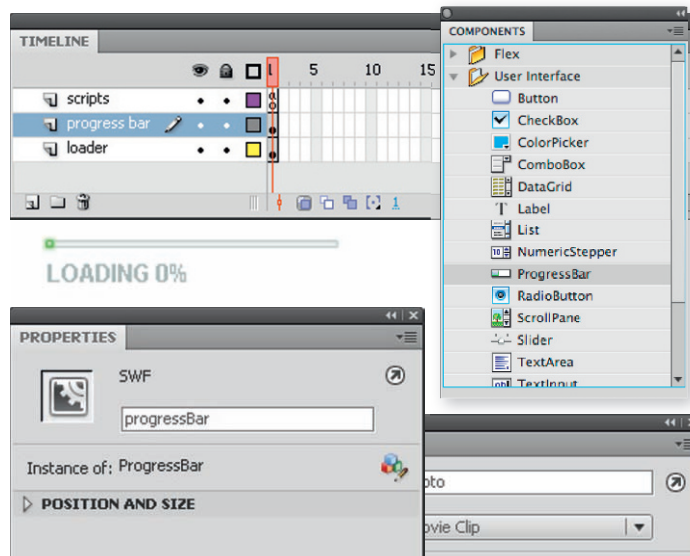 TIMELINE
1 5 10 15
scripts
progress bar
loader
1
LOADING 0%
COMPONENTS
Flex
User Interface
Button
CheckBox
ColorPicker
ComboBox
DataGrid
T Label
List
10 NumericStepper
ProgressBar
RadioButton
ScrollPane
Slider
TextArea
TextInput
PROPERTIES
SWF
progressBar
Instance of: ProgressBar
POSITION AND SIZE
oto
ovie Clip